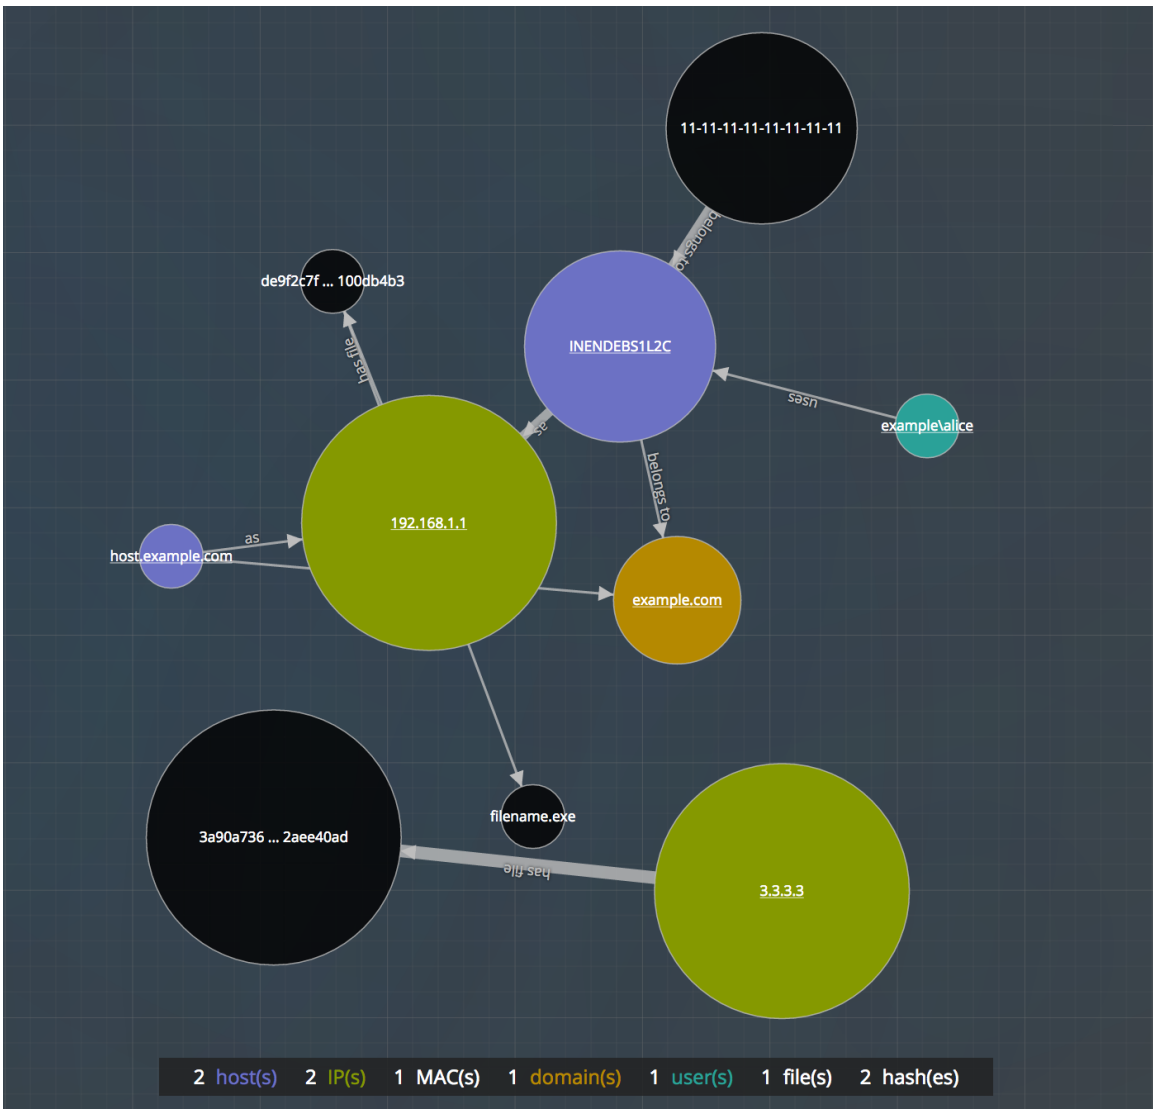 11-11-11-11-11-11-11-11
belongs to
de9f2c7f ... 100db4b3
has file
INENDEBS1L2C
uses
example\alice
as
belongs to
192.168.1.1
as
host.example.com
example.com
filename.exe
3a90a736 ... 2aee40ad
has file
3.3.3.3
2 host(s) 2 IP(s) 1 MAC(s) 1 domain(s) 1 user(s) 1 file(s) 2 hash(es)